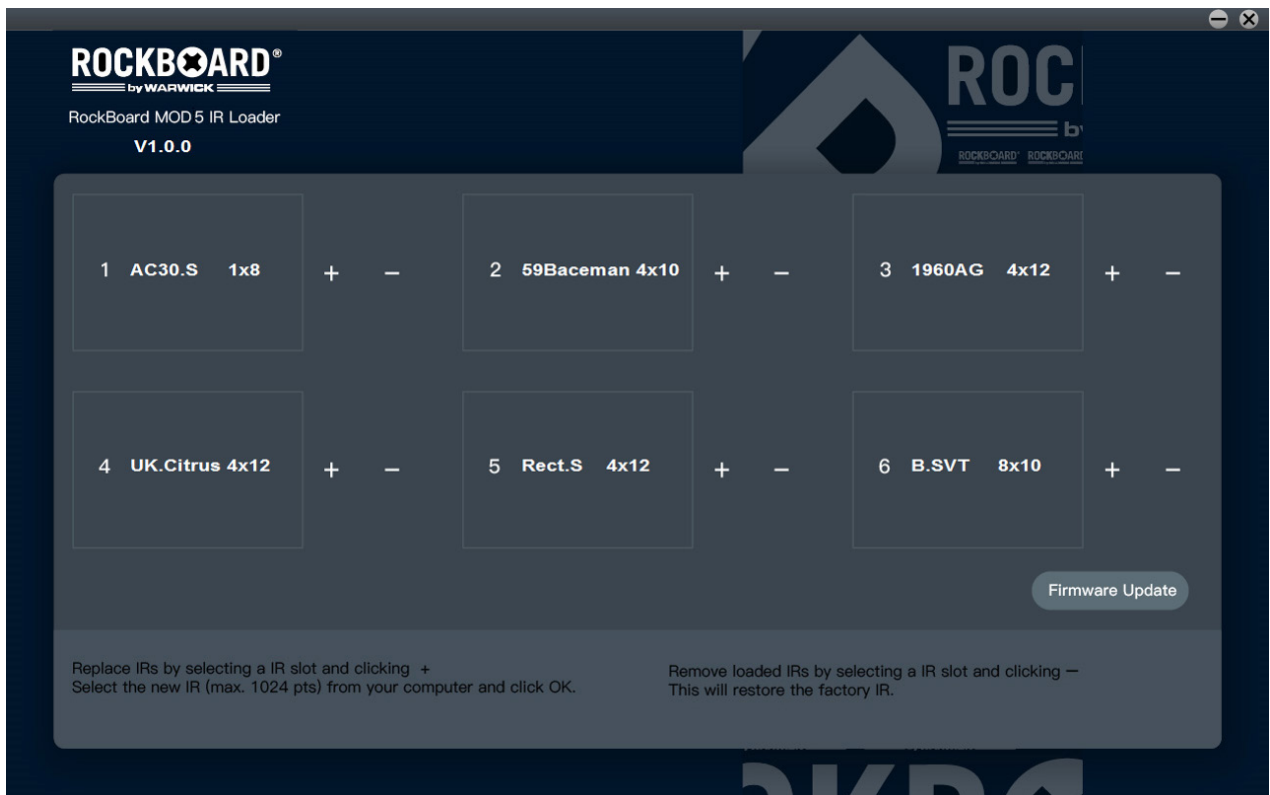 ROCKBOARD®
by WARWICK
RockBoard MOD 5 IR Loader
V1.0.0
ROC
by
ROCKBOARD® ROCKBOARD
1 AC30.S 1x8 + −
2 59Baceman 4x10 + −
3 1960AG 4x12 + −
4 UK.Citrus 4x12 + −
5 Rect.S 4x12 + −
6 B.SVT 8x10 + −
Firmware Update
Replace IRs by selecting a IR slot and clicking +
Select the new IR (max. 1024 pts) from your computer and click OK.
Remove loaded IRs by selecting a IR slot and clicking −
This will restore the factory IR.